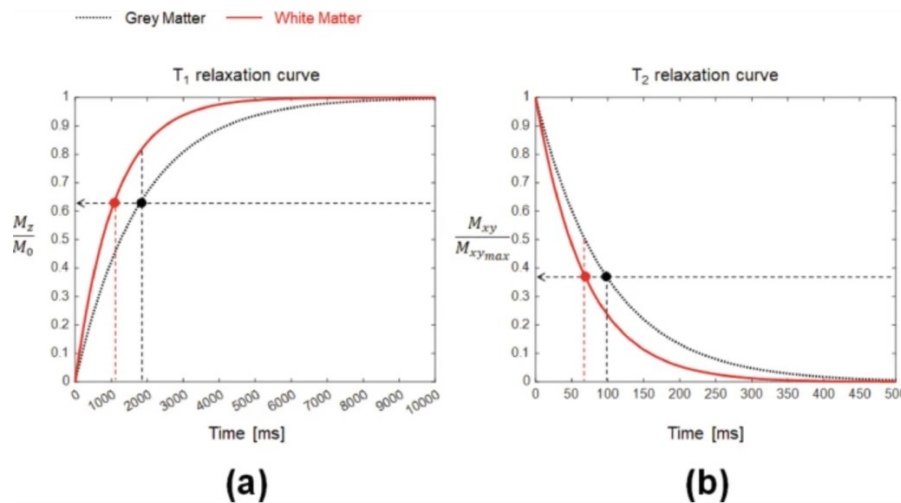 Grey Matter White Matter
T₁ relaxation curve
1
0.9
0.8
0.7
0.6
0.5
0.4
0.3
0.2
0.1
0
M_z
M_0
0 1000 2000 3000 4000 5000 6000 7000 8000 9000 10000
Time [ms]
(a)
T₂ relaxation curve
1
0.9
0.8
0.7
0.6
0.5
0.4
0.3
0.2
0.1
0
M_xy
M_xy_max
0 50 100 150 200 250 300 350 400 450 500
Time [ms]
(b)